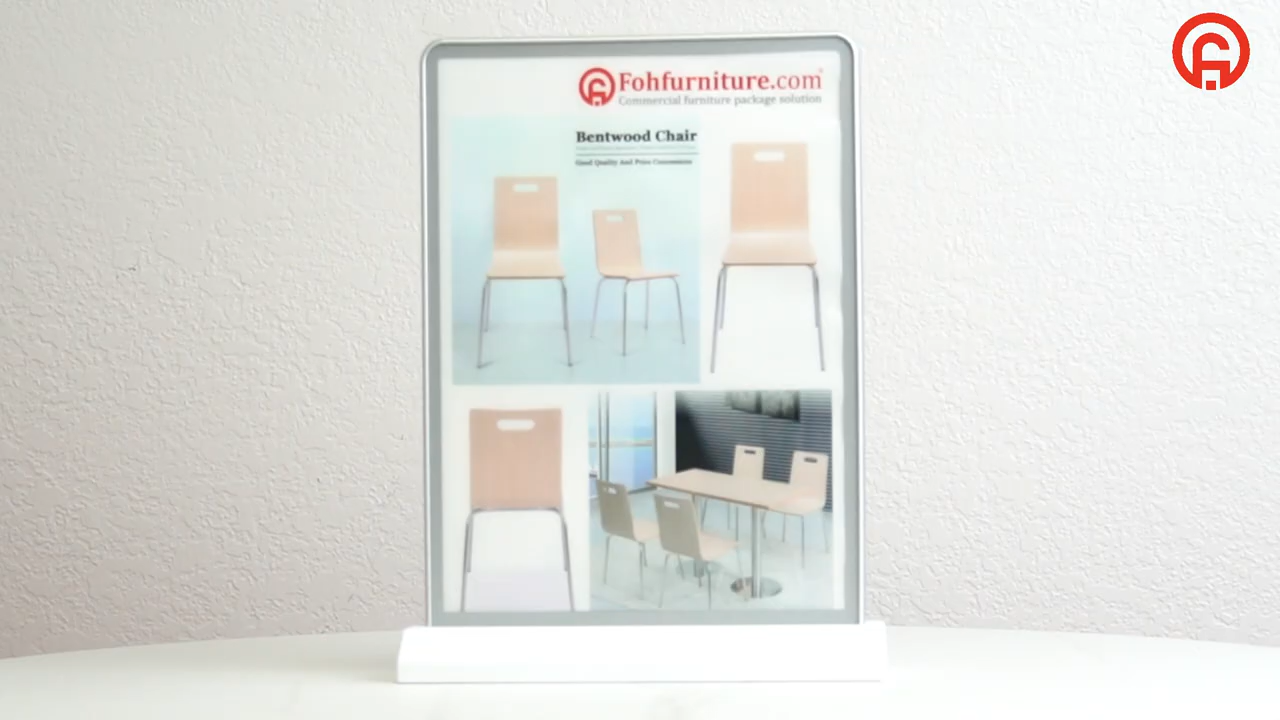 Fohfurniture.com
Commercial furniture package solution
Bentwood Chair
Good Quality And Price Concessions